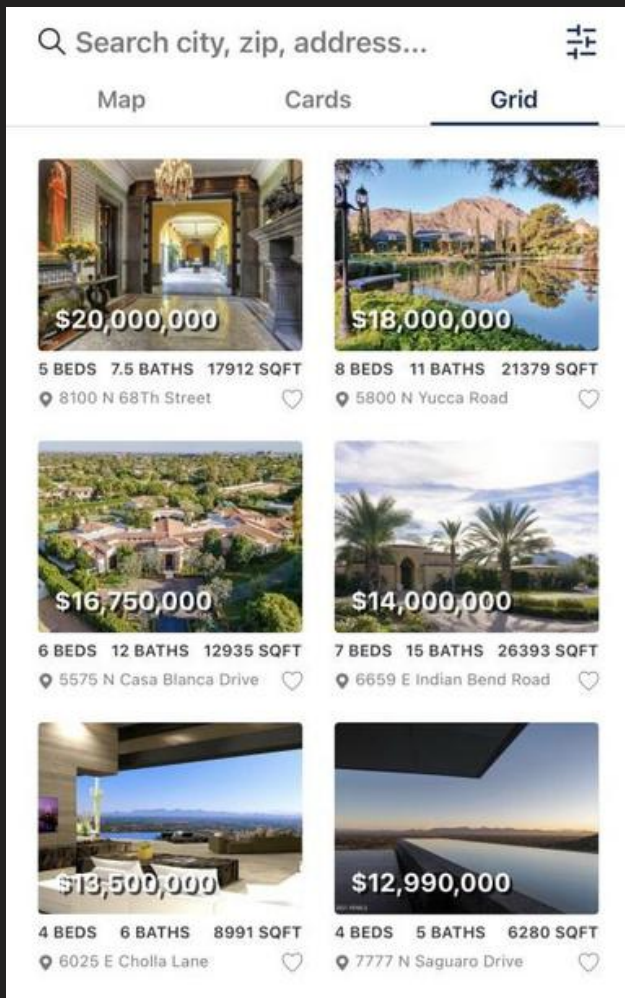 Search city, zip, address...
Map Cards Grid
$20,000,000 
5 BEDS 7.5 BATHS 17912 SQFT
8100 N 68Th Street
$18,000,000
8 BEDS 11 BATHS 21379 SQFT
5800 N Yucca Road
$16,750,000
6 BEDS 12 BATHS 12935 SQFT
5575 N Casa Blanca Drive
$14,000,000
7 BEDS 15 BATHS 26393 SQFT
6659 E Indian Bend Road
$13,500,000
4 BEDS 6 BATHS 8991 SQFT
6025 E Cholla Lane
$12,990,000
4 BEDS 5 BATHS 6280 SQFT
7777 N Saguaro Drive